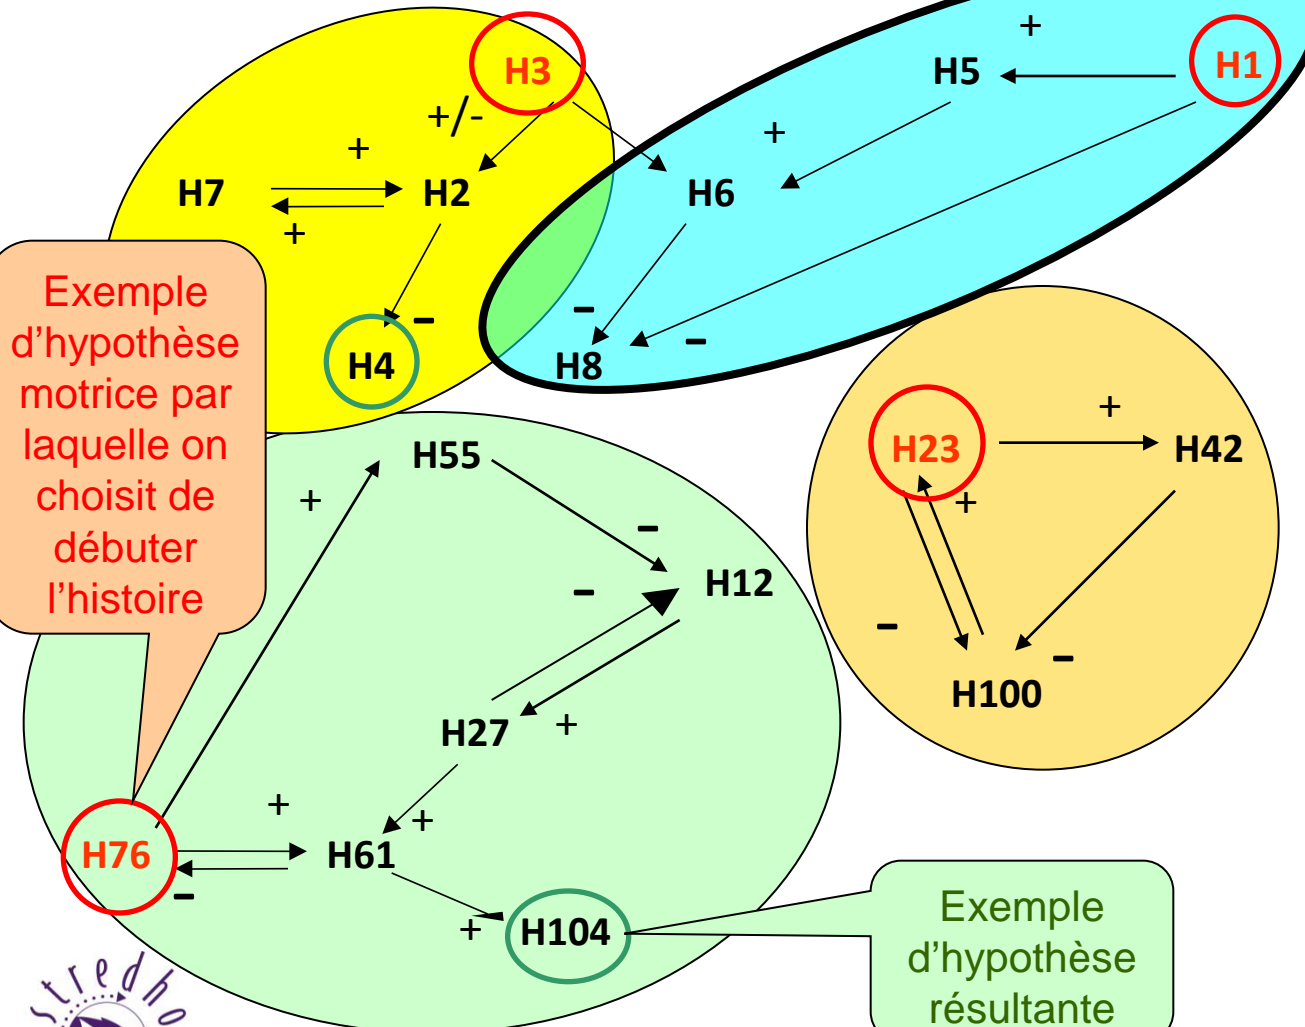 +
H3
H5
H1
+/-
+
+
H7
H2
H6
+
-
-
-
H4
H8
Exemple
d'hypothèse
motrice par
laquelle on
choisit de
débuter
l'histoire
H55
+
-
-
H12
H27
+
+
+
H76
H61
-
+
H104
+
H23
H42
+
-
-
H100
Exemple
d'hypothèse
résultante
stredho